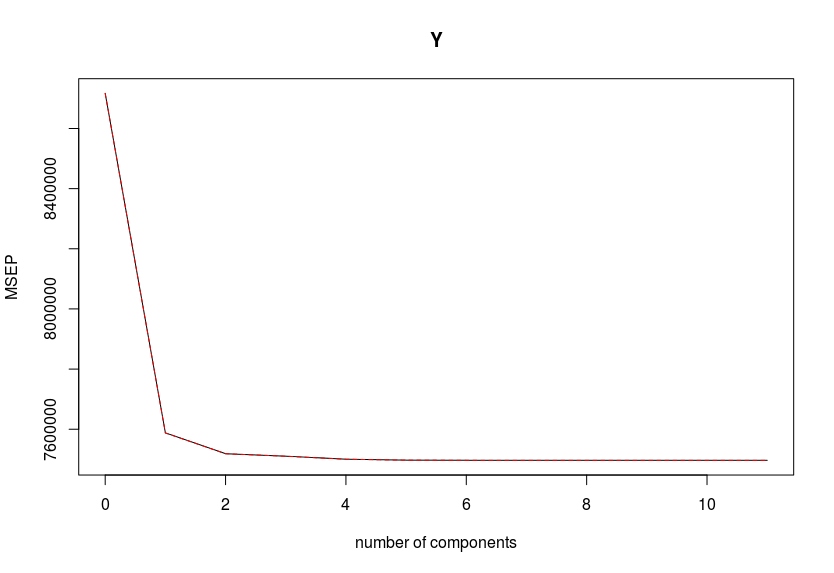 Y
MSEP
8400000
8000000
7600000
0 2 4 6 8 10
number of components